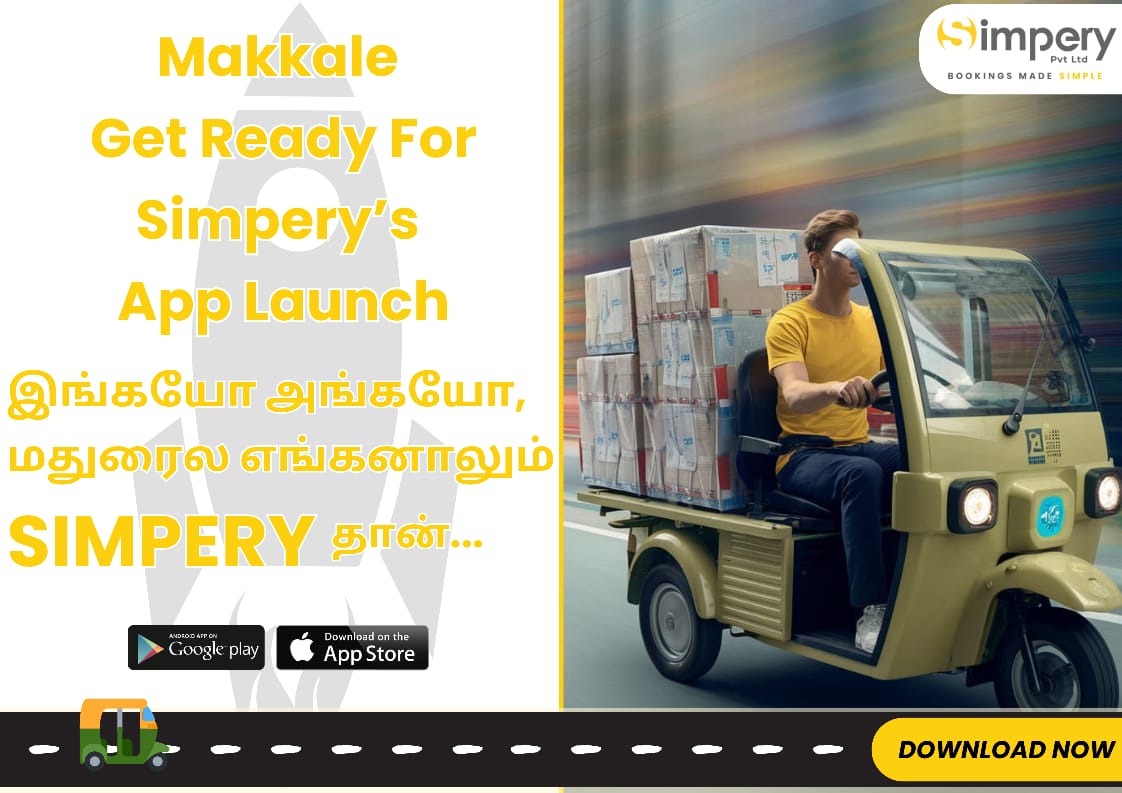 Makkale
Get Ready For
Simpery’s
App Launch
இங்கயோ அங்கயோ,
மதுரைல எங்கனாலும்
SIMPERY தான்...
ANDROID APP ON
Google play
Download on the
App Store
Simpery
Pvt Ltd
BOOKINGS MADE SIMPLE
DOWNLOAD NOW